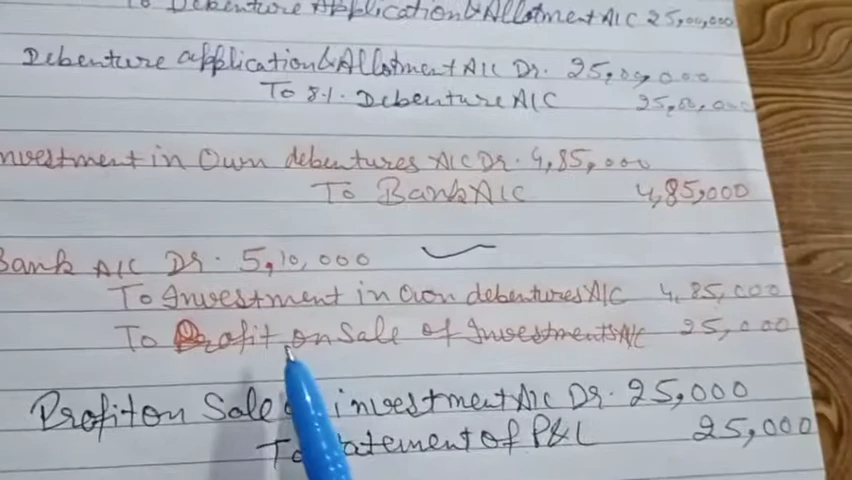 To Debenture Application & Allotment A/C 25,00,000
Debenture application & Allotment A/C Dr. 25,00,000
To 8%. Debenture A/C 25,00,000
nvestment in Own debentures A/C Dr. 4,85,000
To Bank A/C 4,85,000
Bank A/C Dr. 5,10,000
To Investment in Own debentures A/C 4,85,000
To Profit on Sale of Investments A/C 25,000
Profit on Sale investment A/C Dr. 25,000
To atement of P&L 25,000